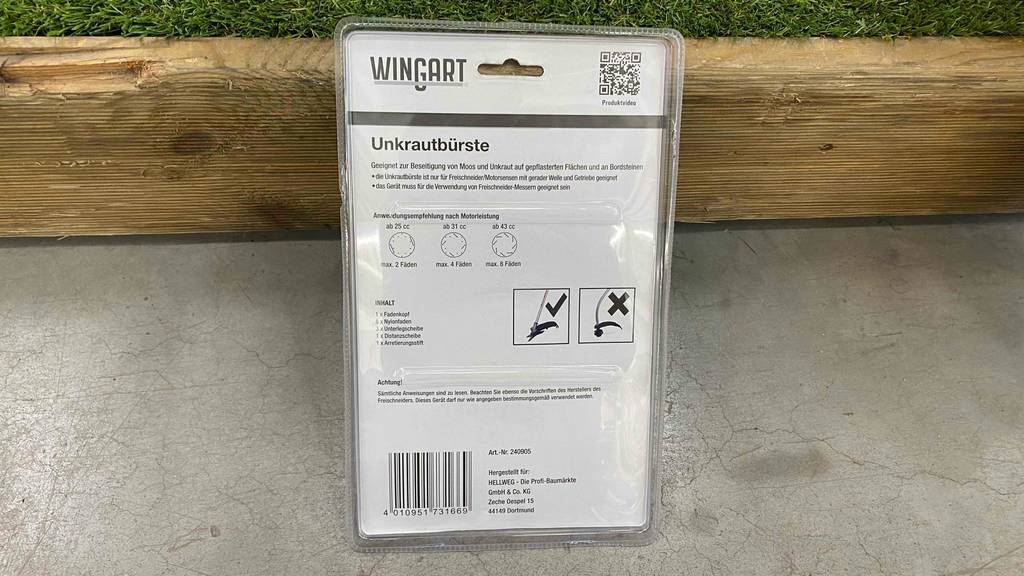 WINGART
Produktvideo
Unkrautbürste
Geeignet zur Beseitigung von Moos und Unkraut auf gepflasterten Flächen und an Bordsteinen
• die Unkrautbürste ist nur für Freischneider/Motorsensen mit gerader Welle und Getriebe geeignet
• das Gerät muss für die Verwendung von Freischneider-Messern geeignet sein
Anwendungsempfehlung nach Motorleistung
ab 25 cc ab 31 cc ab 43 cc
max. 2 Fäden max. 4 Fäden max. 8 Fäden
INHALT
1 x Fadenkopf
8 x Nylonfaden
3 x Unterlegscheibe
1 x Distanzscheibe
1 x Arretierungsstift
Achtung!
Sämtliche Anweisungen sind zu lesen. Beachten Sie ebenso die Vorschriften des Herstellers des
Freischneiders. Dieses Gerät darf nur wie angegeben bestimmungsgemäß verwendet werden.
Art.-Nr. 240905
Hergestellt für:
HELLWEG - Die Profi-Baumärkte
GmbH & Co. KG
Zeche Oespel 15
44149 Dortmund
4 010951 731669